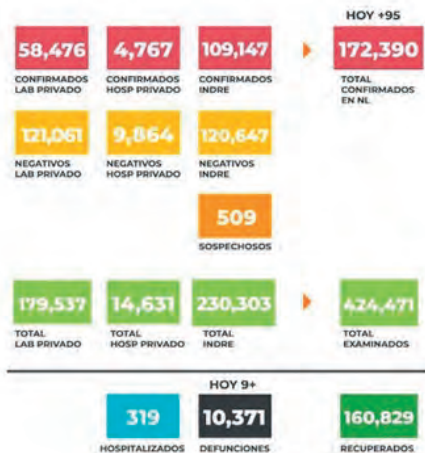 HOY +95
58,476 4,767 109,147 172,390
CONFIRMADOS LAB PRIVADO
CONFIRMADOS HOSP PRIVADO
CONFIRMADOS INDRE
TOTAL CONFIRMADOS EN NL
121,061 9,864 120,647
NEGATIVOS LAB PRIVADO
NEGATIVOS HOSP PRIVADO
NEGATIVOS INDRE
509
SOSPECHOSOS
179,537 14,631 230,303 424,471
TOTAL LAB PRIVADO
TOTAL HOSP PRIVADO
TOTAL INDRE
TOTAL EXAMINADOS
HOY 9+
319 10,371 160,829
HOSPITALIZADOS DEFUNCIONES RECUPERADOS